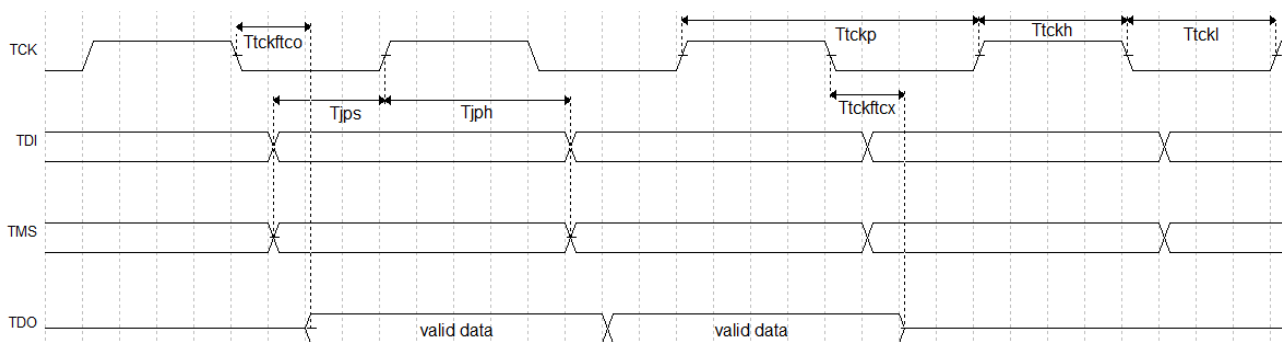 TCK
Ttckftco
Ttckp
Ttckh
Ttckl
Tjps
Tjph
Ttckftcx
TDI
TMS
TDO
valid data
valid data